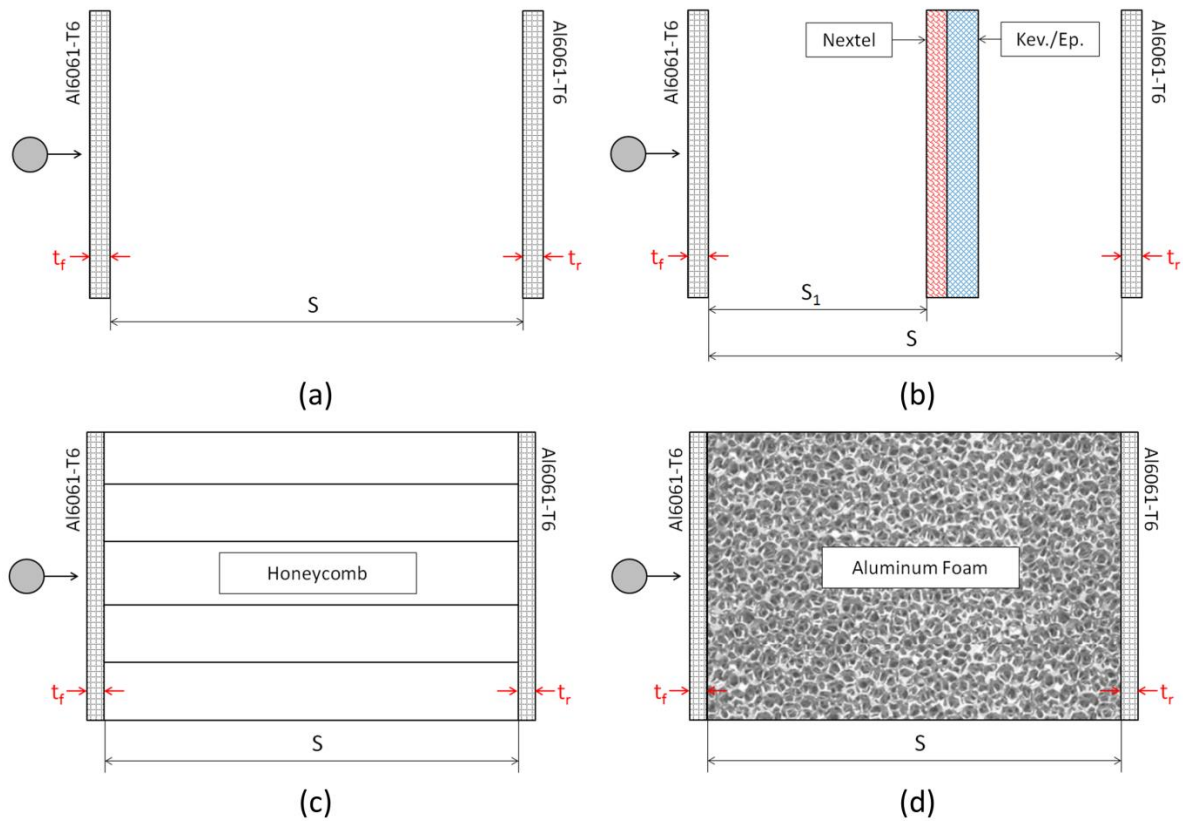 Al6061-T6
Al6061-T6
t_f
t_r
S
(a)
Al6061-T6
Nextel
Kev./Ep.
Al6061-T6
t_f
t_r
S_1
S
(b)
Al6061-T6
Honeycomb
Al6061-T6
t_f
t_r
S
(c)
Al6061-T6
Aluminum Foam
Al6061-T6
t_f
t_r
S
(d)